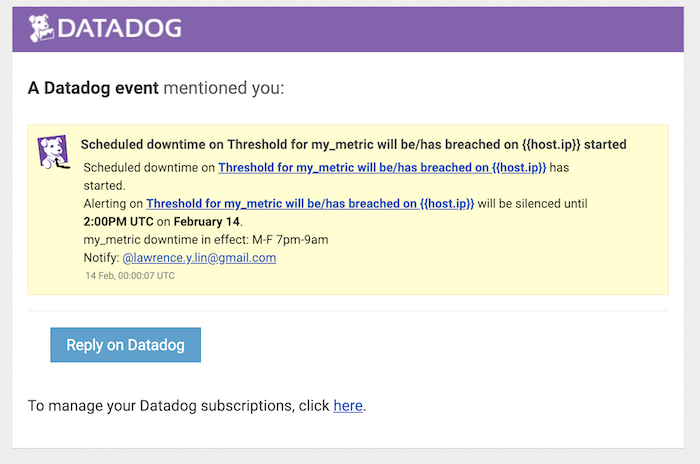 DATADOG
A Datadog event mentioned you:
Scheduled downtime on Threshold for my_metric will be/has breached on {{host.ip}} started
Scheduled downtime on Threshold for my_metric will be/has breached on {{host.ip}} has
started.
Alerting on Threshold for my_metric will be/has breached on {{host.ip}} will be silenced until
2:00PM UTC on February 14.
my_metric downtime in effect: M-F 7pm-9am
Notify: @lawrence.y.lin@gmail.com
14 Feb, 00:00:07 UTC
Reply on Datadog
To manage your Datadog subscriptions, click here.